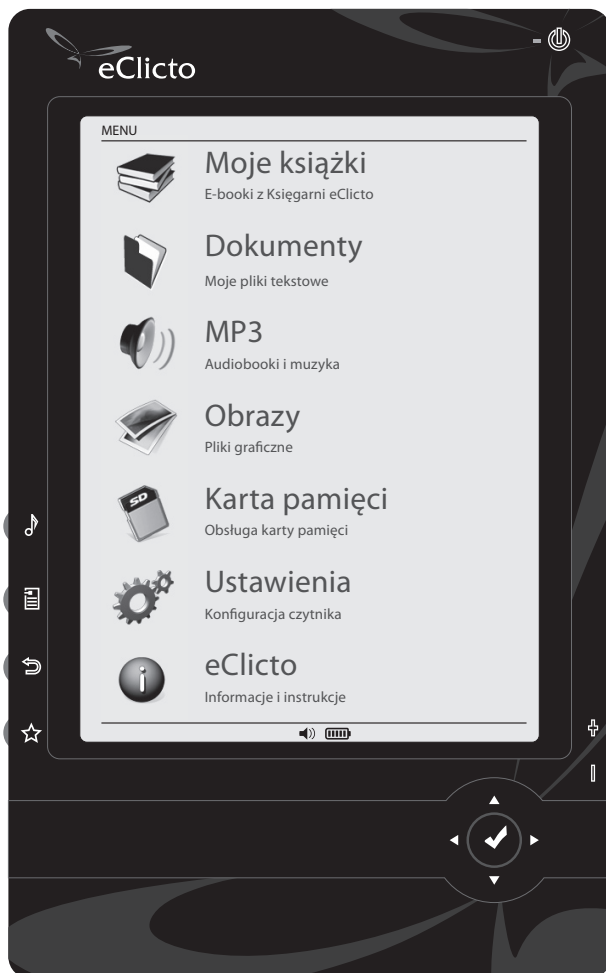 eClicto
MENU
Moje książki
E-booki z Księgarni eClicto
Dokumenty
Moje pliki tekstowe
MP3
Audiobooki i muzyka
Obrazy
Pliki graficzne
SD
Karta pamięci
Obsługa karty pamięci
Ustawienia
Konfiguracja czytnika
eClicto
Informacje i instrukcje